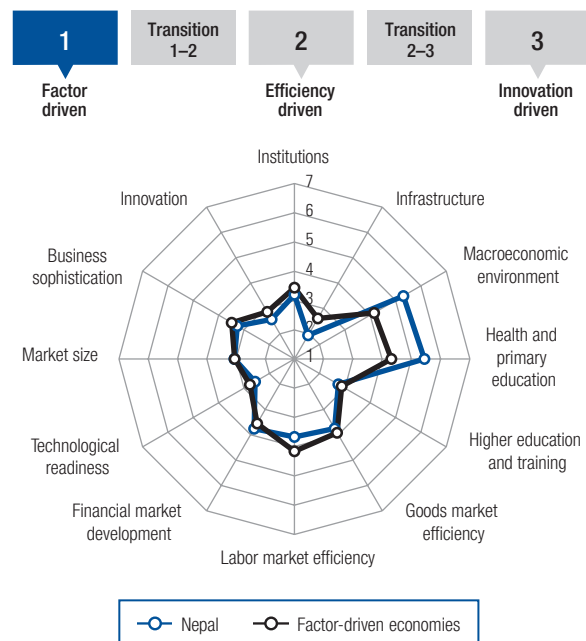 1
Transition
1–2
2
Transition
2–3
3
Factor
driven
Efficiency
driven
Innovation
driven
Institutions
Infrastructure
Macroeconomic
environment
Health and
primary
education
Higher education
and training
Goods market
efficiency
Labor market efficiency
Financial market
development
Technological
readiness
Market size
Business
sophistication
Innovation
7
6
5
4
3
2
1
Nepal
Factor-driven economies